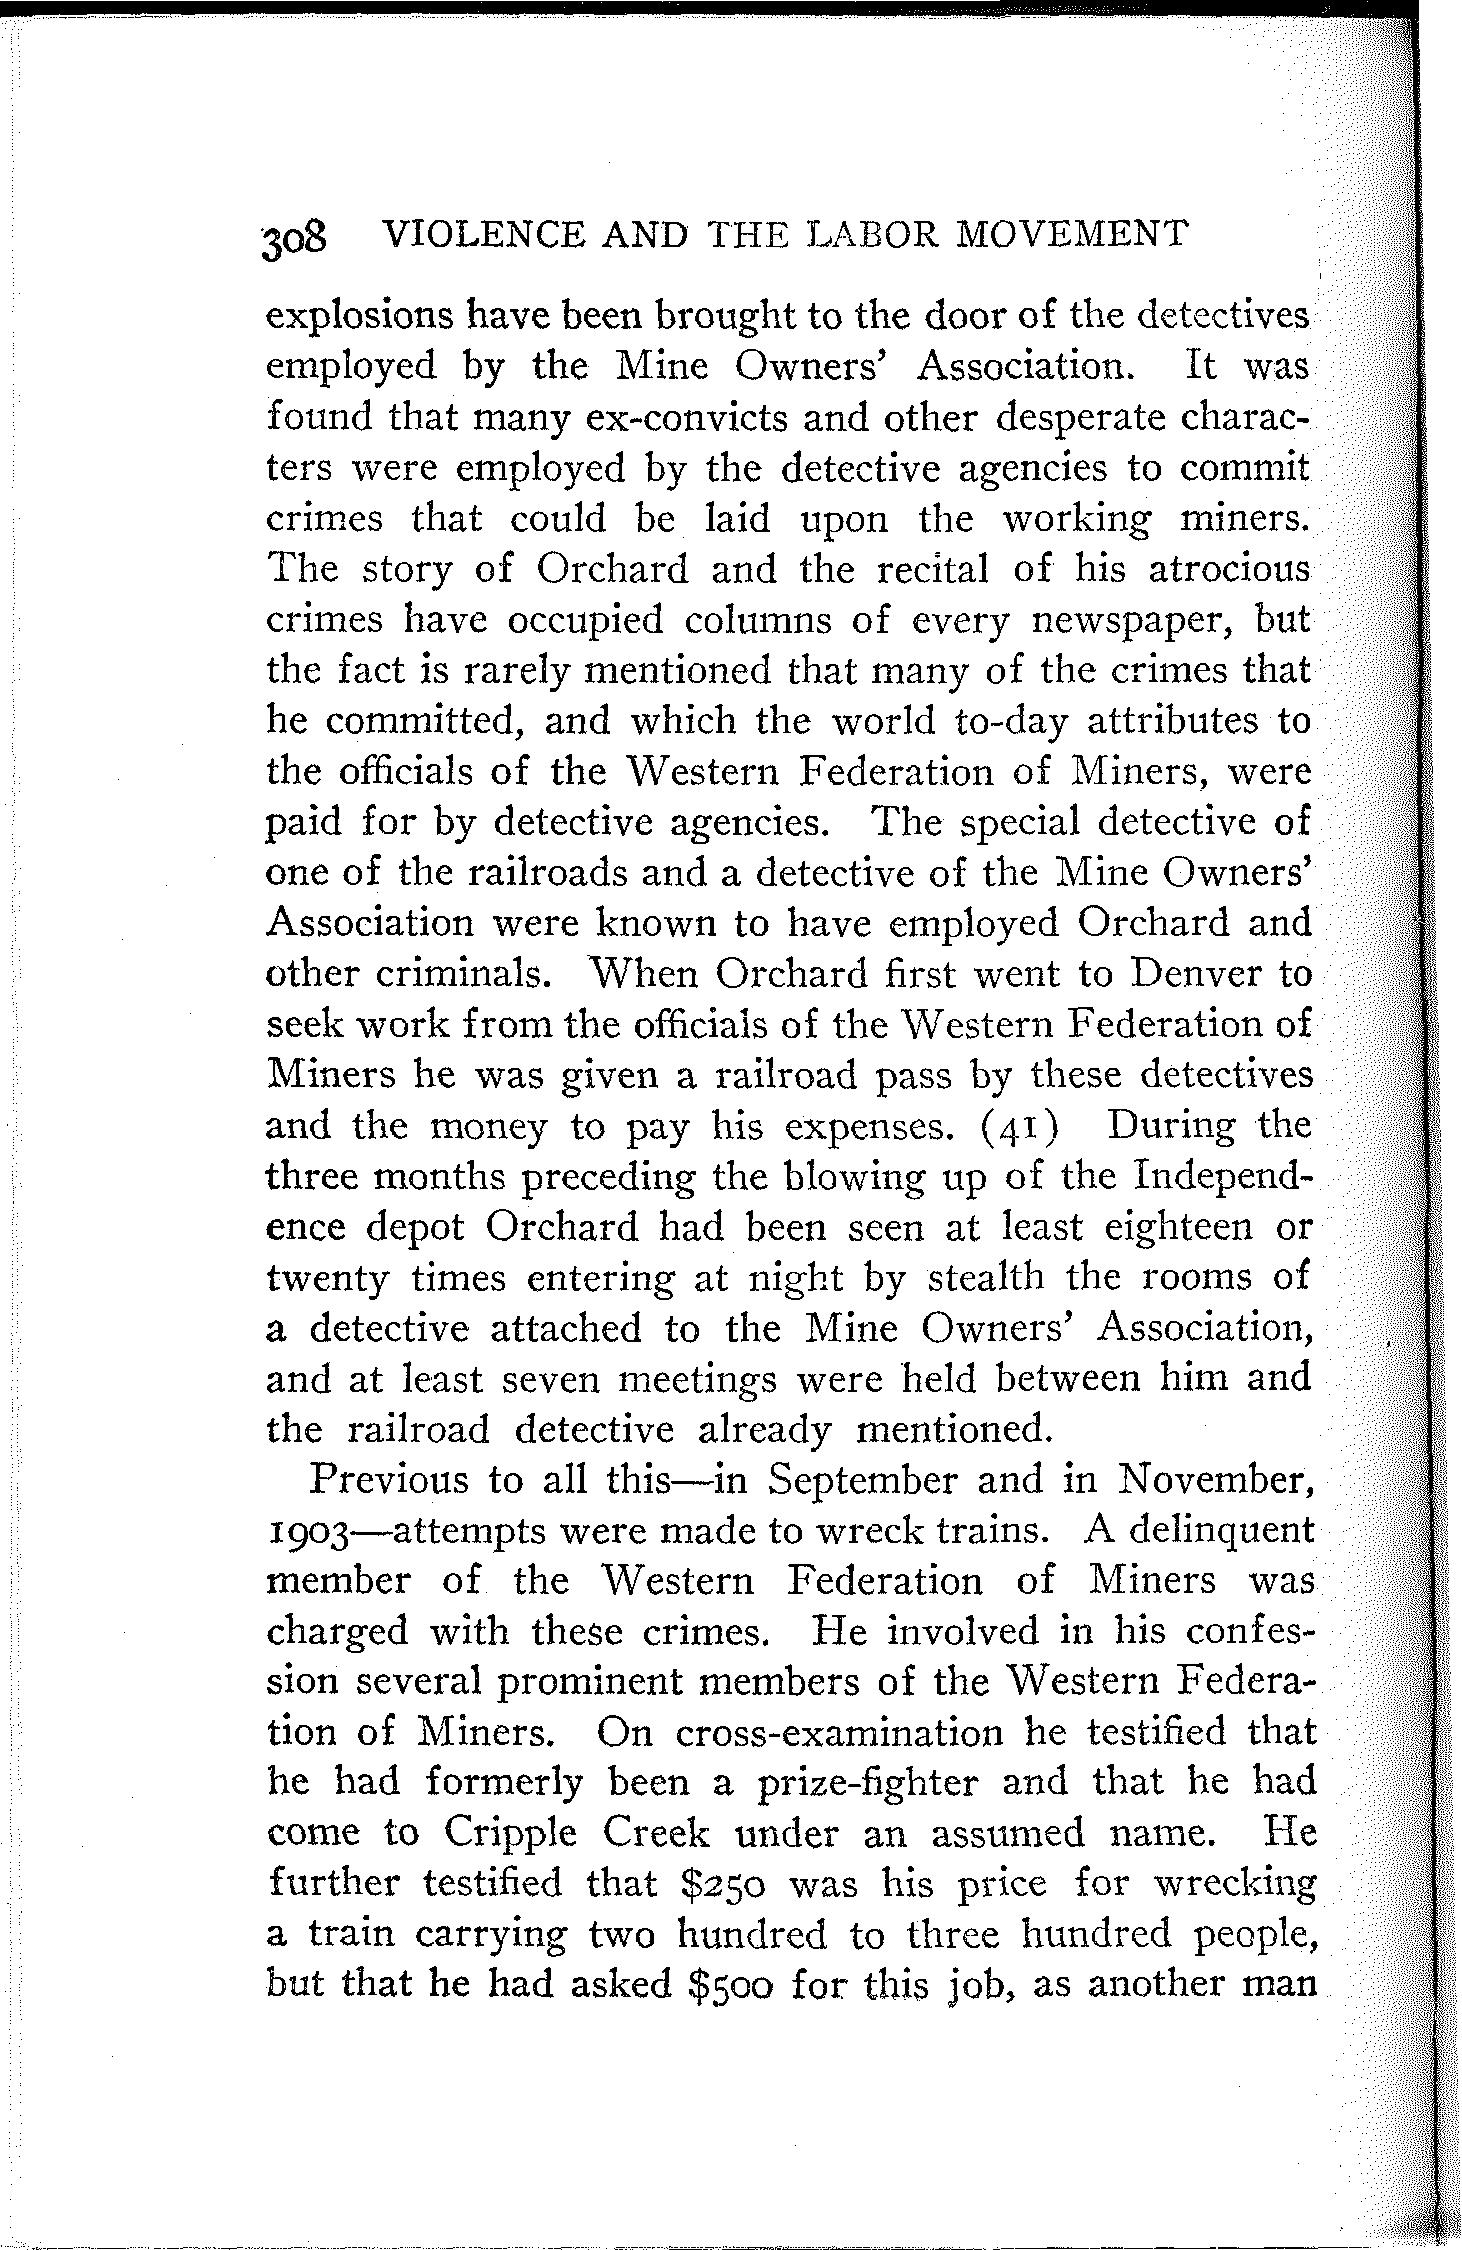 308 VIOLENCE AND THE LABOR MOVEMENT
explosions have been brought to the door of the detectives
employed by the Mine Owners' Association. It was
found that many ex-convicts and other desperate charac-
ters were employed by the detective agencies to commit
crimes that could be laid upon the working miners.
The story of Orchard and the recital of his atrocious
crimes have occupied columns of every newspaper, but
the fact is rarely mentioned that many of the crimes that
he committed, and which the world to-day attributes to
the officials of the Western Federation of Miners, were
paid for by detective agencies. The special detective of
one of the railroads and a detective of the Mine Owners'
Association were known to have employed Orchard and
other criminals. When Orchard first went to Denver to
seek work from the officials of the Western Federation of
Miners he was given a railroad pass by these detectives
and the money to pay his expenses. (41) During the
three months preceding the blowing up of the Independ-
ence depot Orchard had been seen at least eighteen or
twenty times entering at night by stealth the rooms of
a detective attached to the Mine Owners' Association,
and at least seven meetings were held between him and
the railroad detective already mentioned.
Previous to all this—in September and in November,
1903—attempts were made to wreck trains. A delinquent
member of the Western Federation of Miners was
charged with these crimes. He involved in his confes-
sion several prominent members of the Western Federa-
tion of Miners. On cross-examination he testified that
he had formerly been a prize-fighter and that he had
come to Cripple Creek under an assumed name. He
further testified that $250 was his price for wrecking
a train carrying two hundred to three hundred people,
but that he had asked $500 for this job, as another man